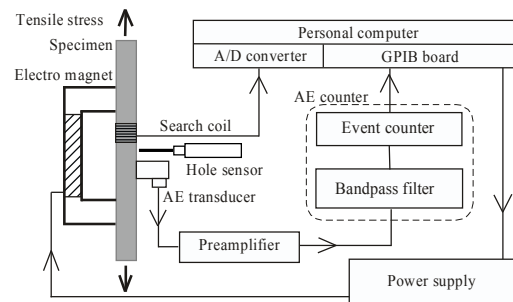 Tensile stress
Specimen
Electro magnet
Personal computer
A/D converter
GPIB board
AE counter
Search coil
Event counter
Hole sensor
AE transducer
Bandpass filter
Preamplifier
Power supply